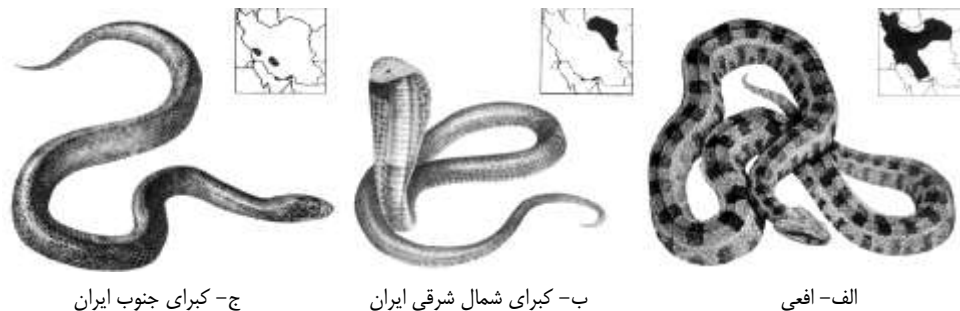 الف- افعی
ب- کبرای شمال شرقی ایران
ج- کبرای جنوب ایران